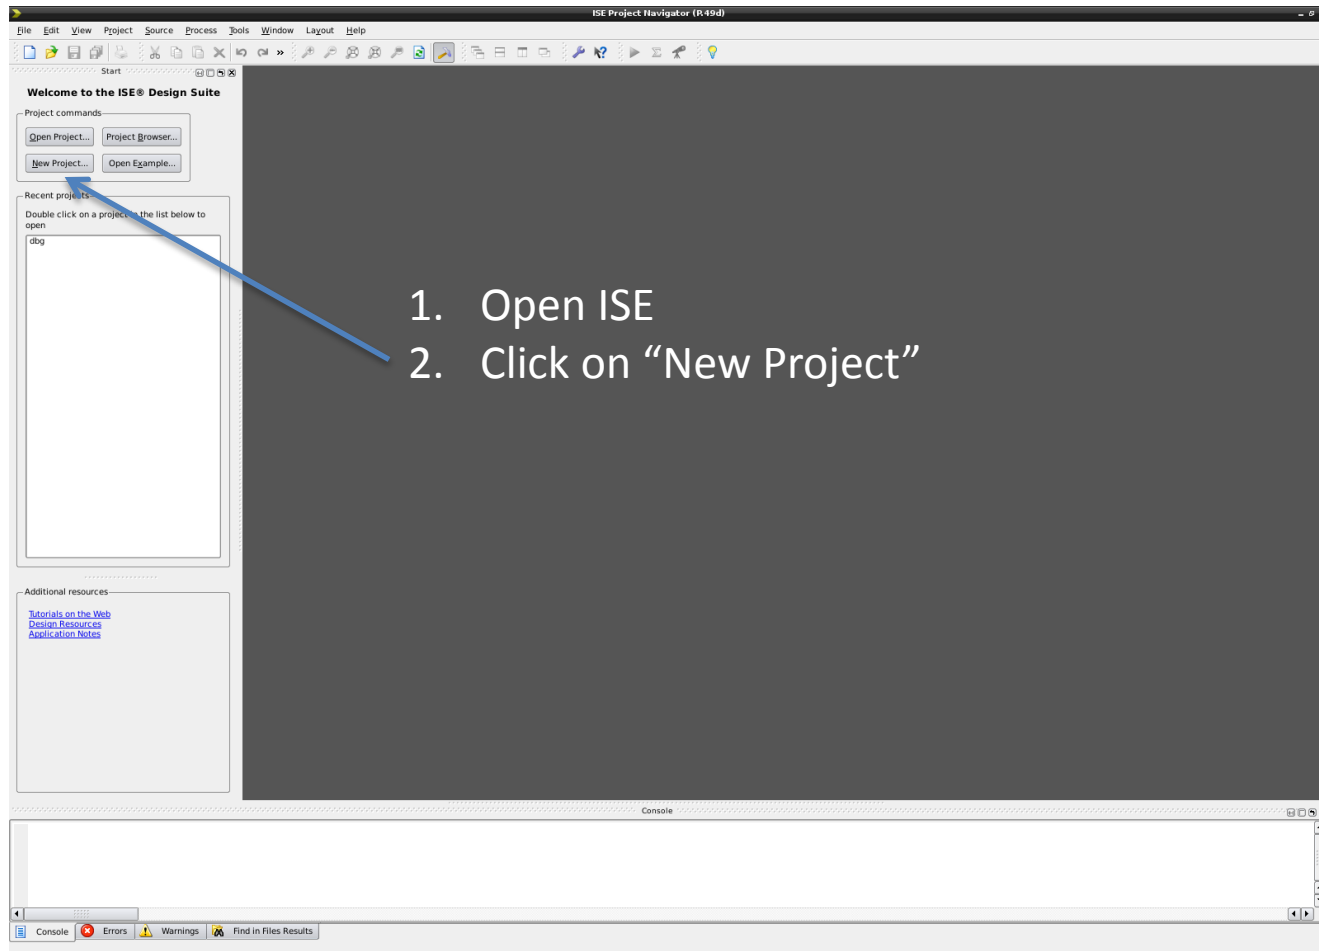 ISE Project Navigator (P.49d)
File Edit View Project Source Process Tools Window Layout Help
Start
Welcome to the ISE® Design Suite
Project commands
Open Project... Project Browser...
New Project... Open Example...
Recent projects
Double click on a project in the list below to
open
dbg
1. Open ISE
2. Click on “New Project”
Additional resources
Tutorials on the Web
Design Resources
Application Notes
Console
Console Errors Warnings Find in Files Results